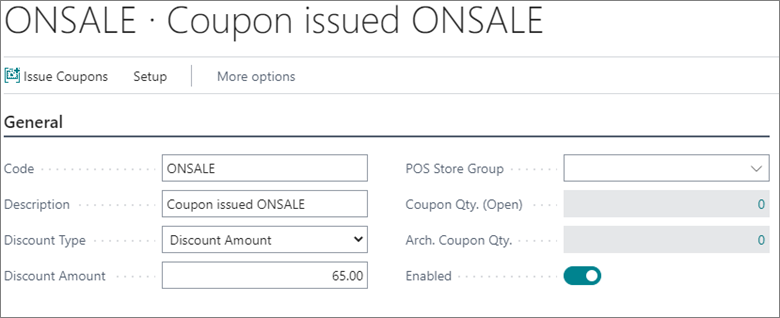 ONSALE · Coupon issued ONSALE
Issue Coupons Setup More options
General
Code ONSALE
Description Coupon issued ONSALE
Discount Type Discount Amount
Discount Amount 65.00
POS Store Group
Coupon Qty. (Open) 0
Arch. Coupon Qty. 0
Enabled